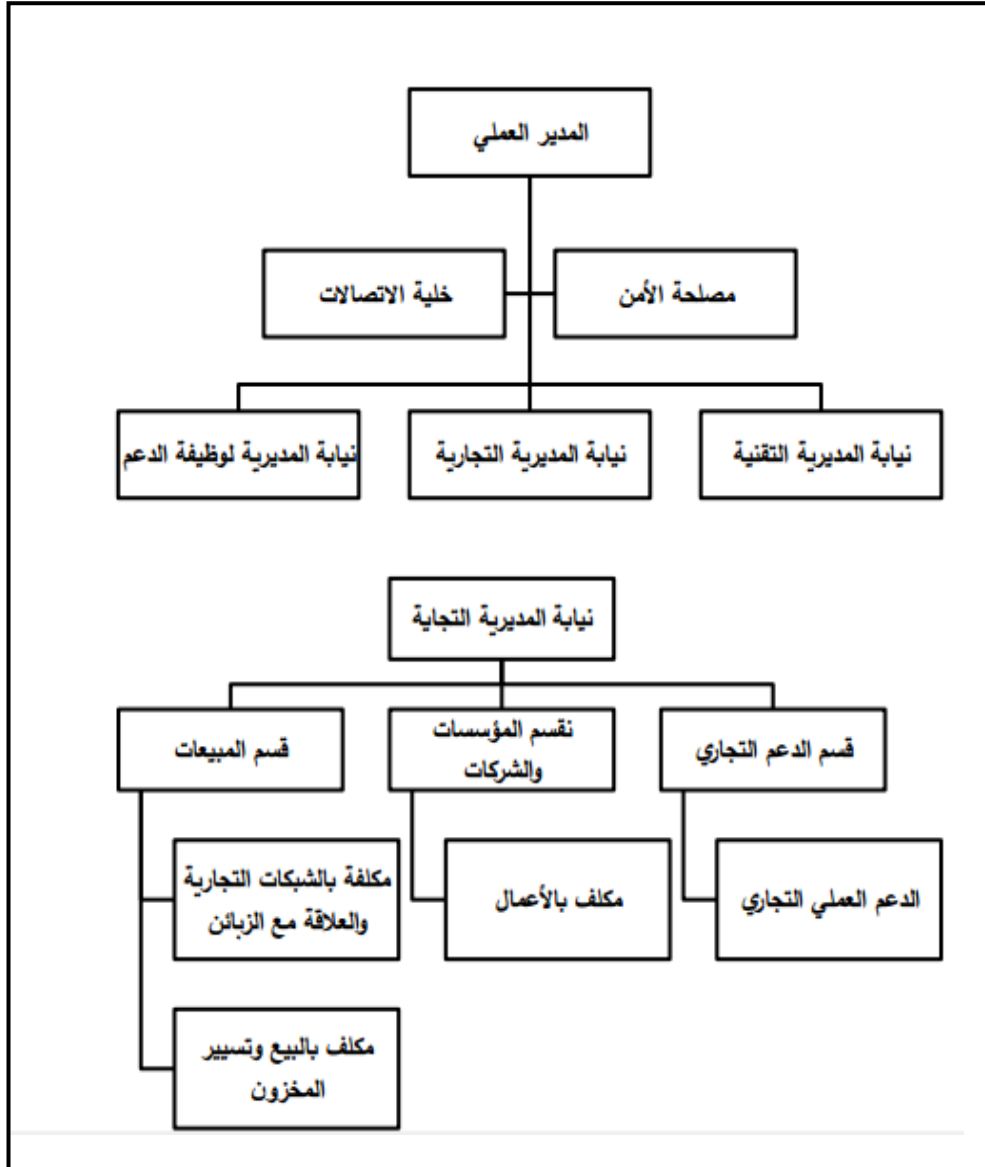 المدير العملي
مصلحة الأمن
خلية الاتصالات
نيابة المديرية التقنية
نيابة المديرية التجارية
نيابة المديرية لوظيفة الدعم
نيابة المديرية التجاية
قسم الدعم التجاري
نقسم المؤسسات
والشركات
قسم المبيعات
الدعم العملي التجاري
مكلف بالأعمال
مكلفة بالشبكات التجارية
والعلاقة مع الزبائن
مكلف بالبيع وتسيير
المخزون